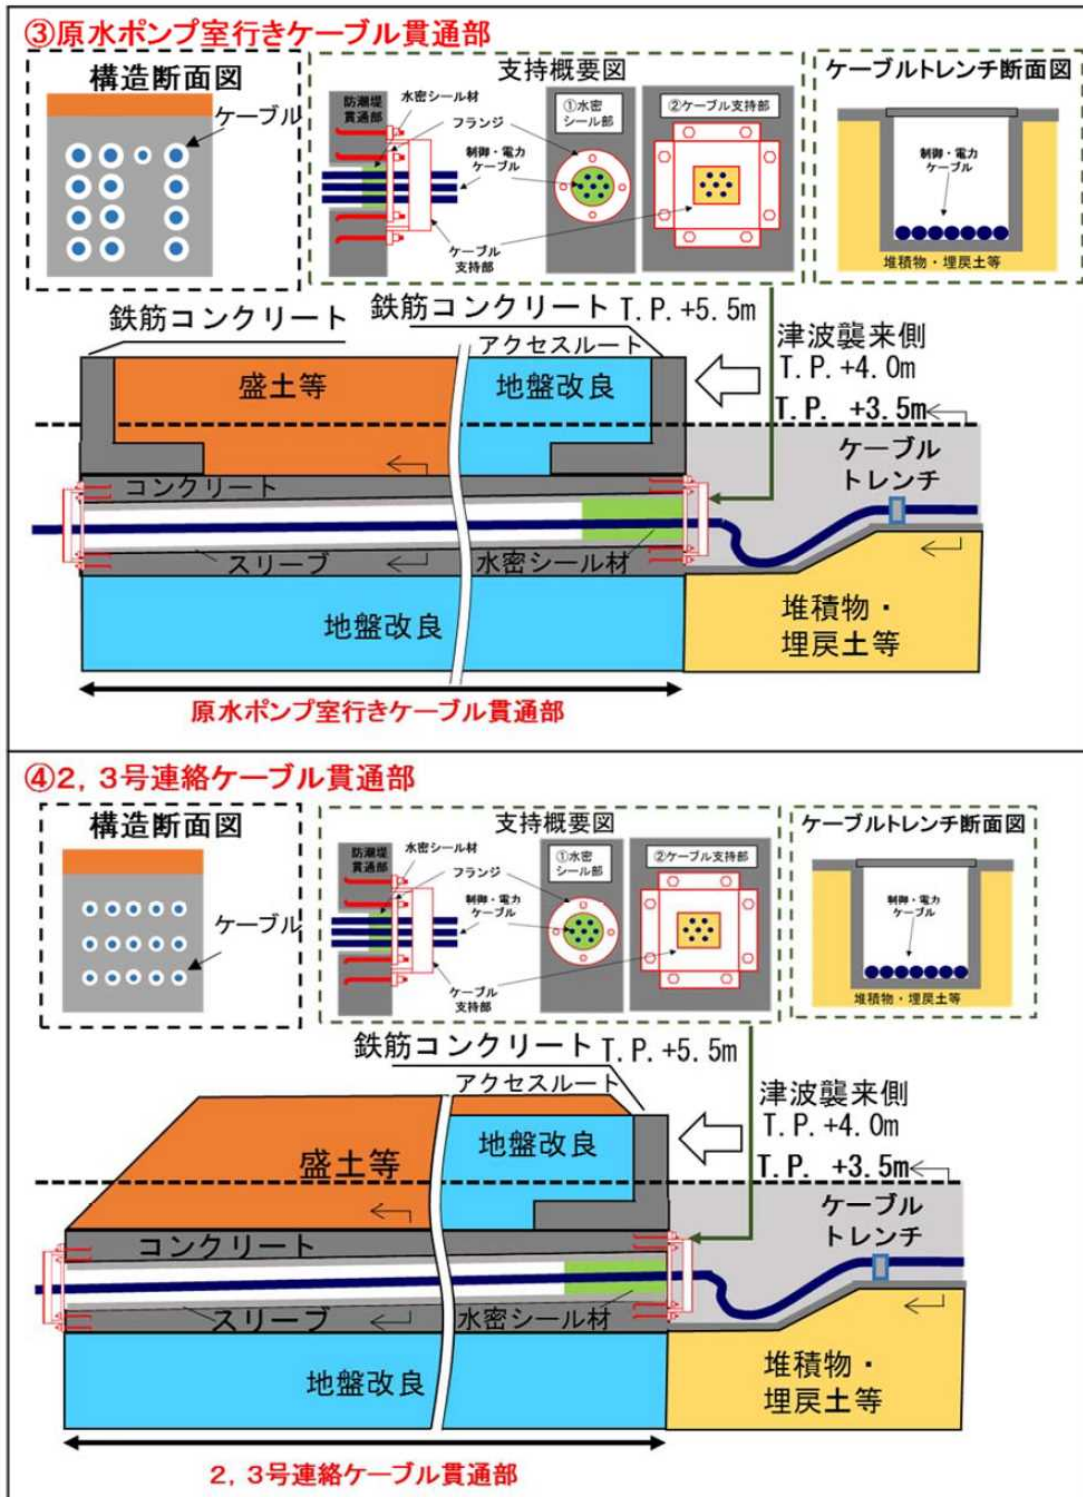 ③原水ポンプ室行きケーブル貫通部
構造断面図
ケーブル
支持概要図
防潮堤
貫通部
水密シール材
フランジ
制御・電力
ケーブル
ケーブル
支持部
①水密
シール部
②ケーブル支持部
ケーブルトレンチ断面図
制御・電力
ケーブル
堆積物・埋戻土等
鉄筋コンクリート
鉄筋コンクリート
T.P.+5.5m
アクセスルート
盛土等
地盤改良
津波襲来側
T.P.+4.0m
T.P. +3.5m
ケーブル
トレンチ
コンクリート
スリーブ
水密シール材
地盤改良
堆積物・
埋戻土等
原水ポンプ室行きケーブル貫通部
④2,3号連絡ケーブル貫通部
構造断面図
ケーブル
支持概要図
防潮堤
貫通部
水密シール材
フランジ
制御・電力
ケーブル
ケーブル
支持部
①水密
シール部
②ケーブル支持部
ケーブルトレンチ断面図
制御・電力
ケーブル
堆積物・埋戻土等
鉄筋コンクリート
T.P.+5.5m
アクセスルート
盛土等
地盤改良
津波襲来側
T.P.+4.0m
T.P. +3.5m
ケーブル
トレンチ
コンクリート
スリーブ
水密シール材
地盤改良
堆積物・
埋戻土等
2,3号連絡ケーブル貫通部